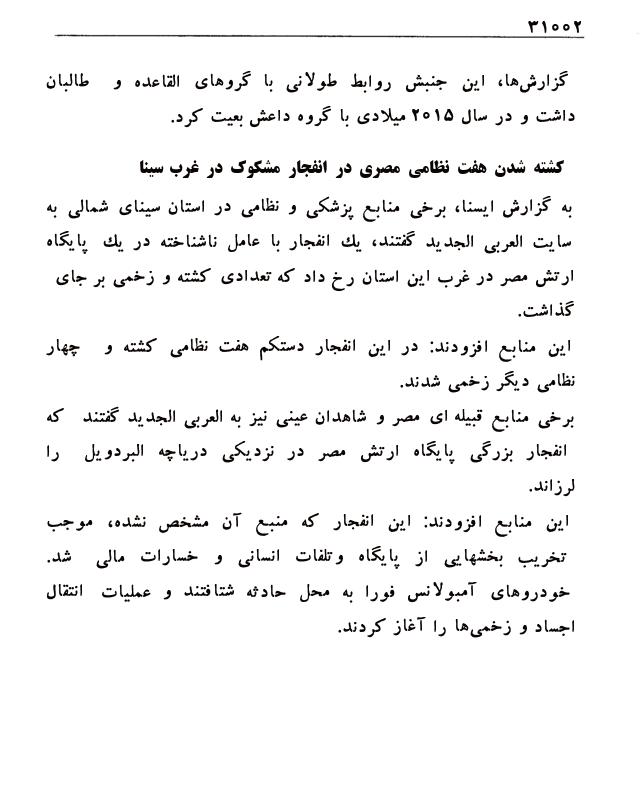 ۳۱۰۰۲
گزارش‌ها، این جنبش روابط طولانی با گروهای القاعده و طالبان
داشت و در سال ۲۰۱۵ میلادی با گروه داعش بیعت کرد.
کشته شدن هفت نظامی مصری در انفجار مشکوک در غرب سینا
به گزارش ایسنا، برخی منابع پزشکی و نظامی در استان سینای شمالی به
سایت العربی الجدید گفتند، یك انفجار با عامل ناشناخته در یك پایگاه
ارتش مصر در غرب این استان رخ داد که تعدادی کشته و زخمی بر جای
گذاشت.
این منابع افزودند: در این انفجار دستکم هفت نظامی کشته و چهار
نظامی دیگر زخمی شدند.
برخی منابع قبیله ای مصر و شاهدان عینی نیز به العربی الجدید گفتند که
انفجار بزرگی پایگاه ارتش مصر در نزدیکی دریاچه البردویل را
لرزاند.
این منابع افزودند: این انفجار که منبع آن مشخص نشده، موجب
تخریب بخشهایی از پایگاه وتلفات انسانی و خسارات مالی شد.
خودروهای آمبولانس فورا به محل حادثه شتافتند و عملیات انتقال
اجساد و زخمی‌ها را آغاز کردند.